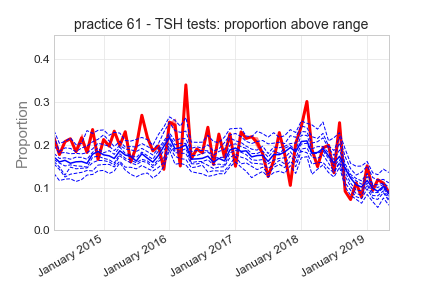 practice 61 - TSH tests: proportion above range
Proportion
0.4
0.3
0.2
0.1
0.0
January 2015
January 2016
January 2017
January 2018
January 2019